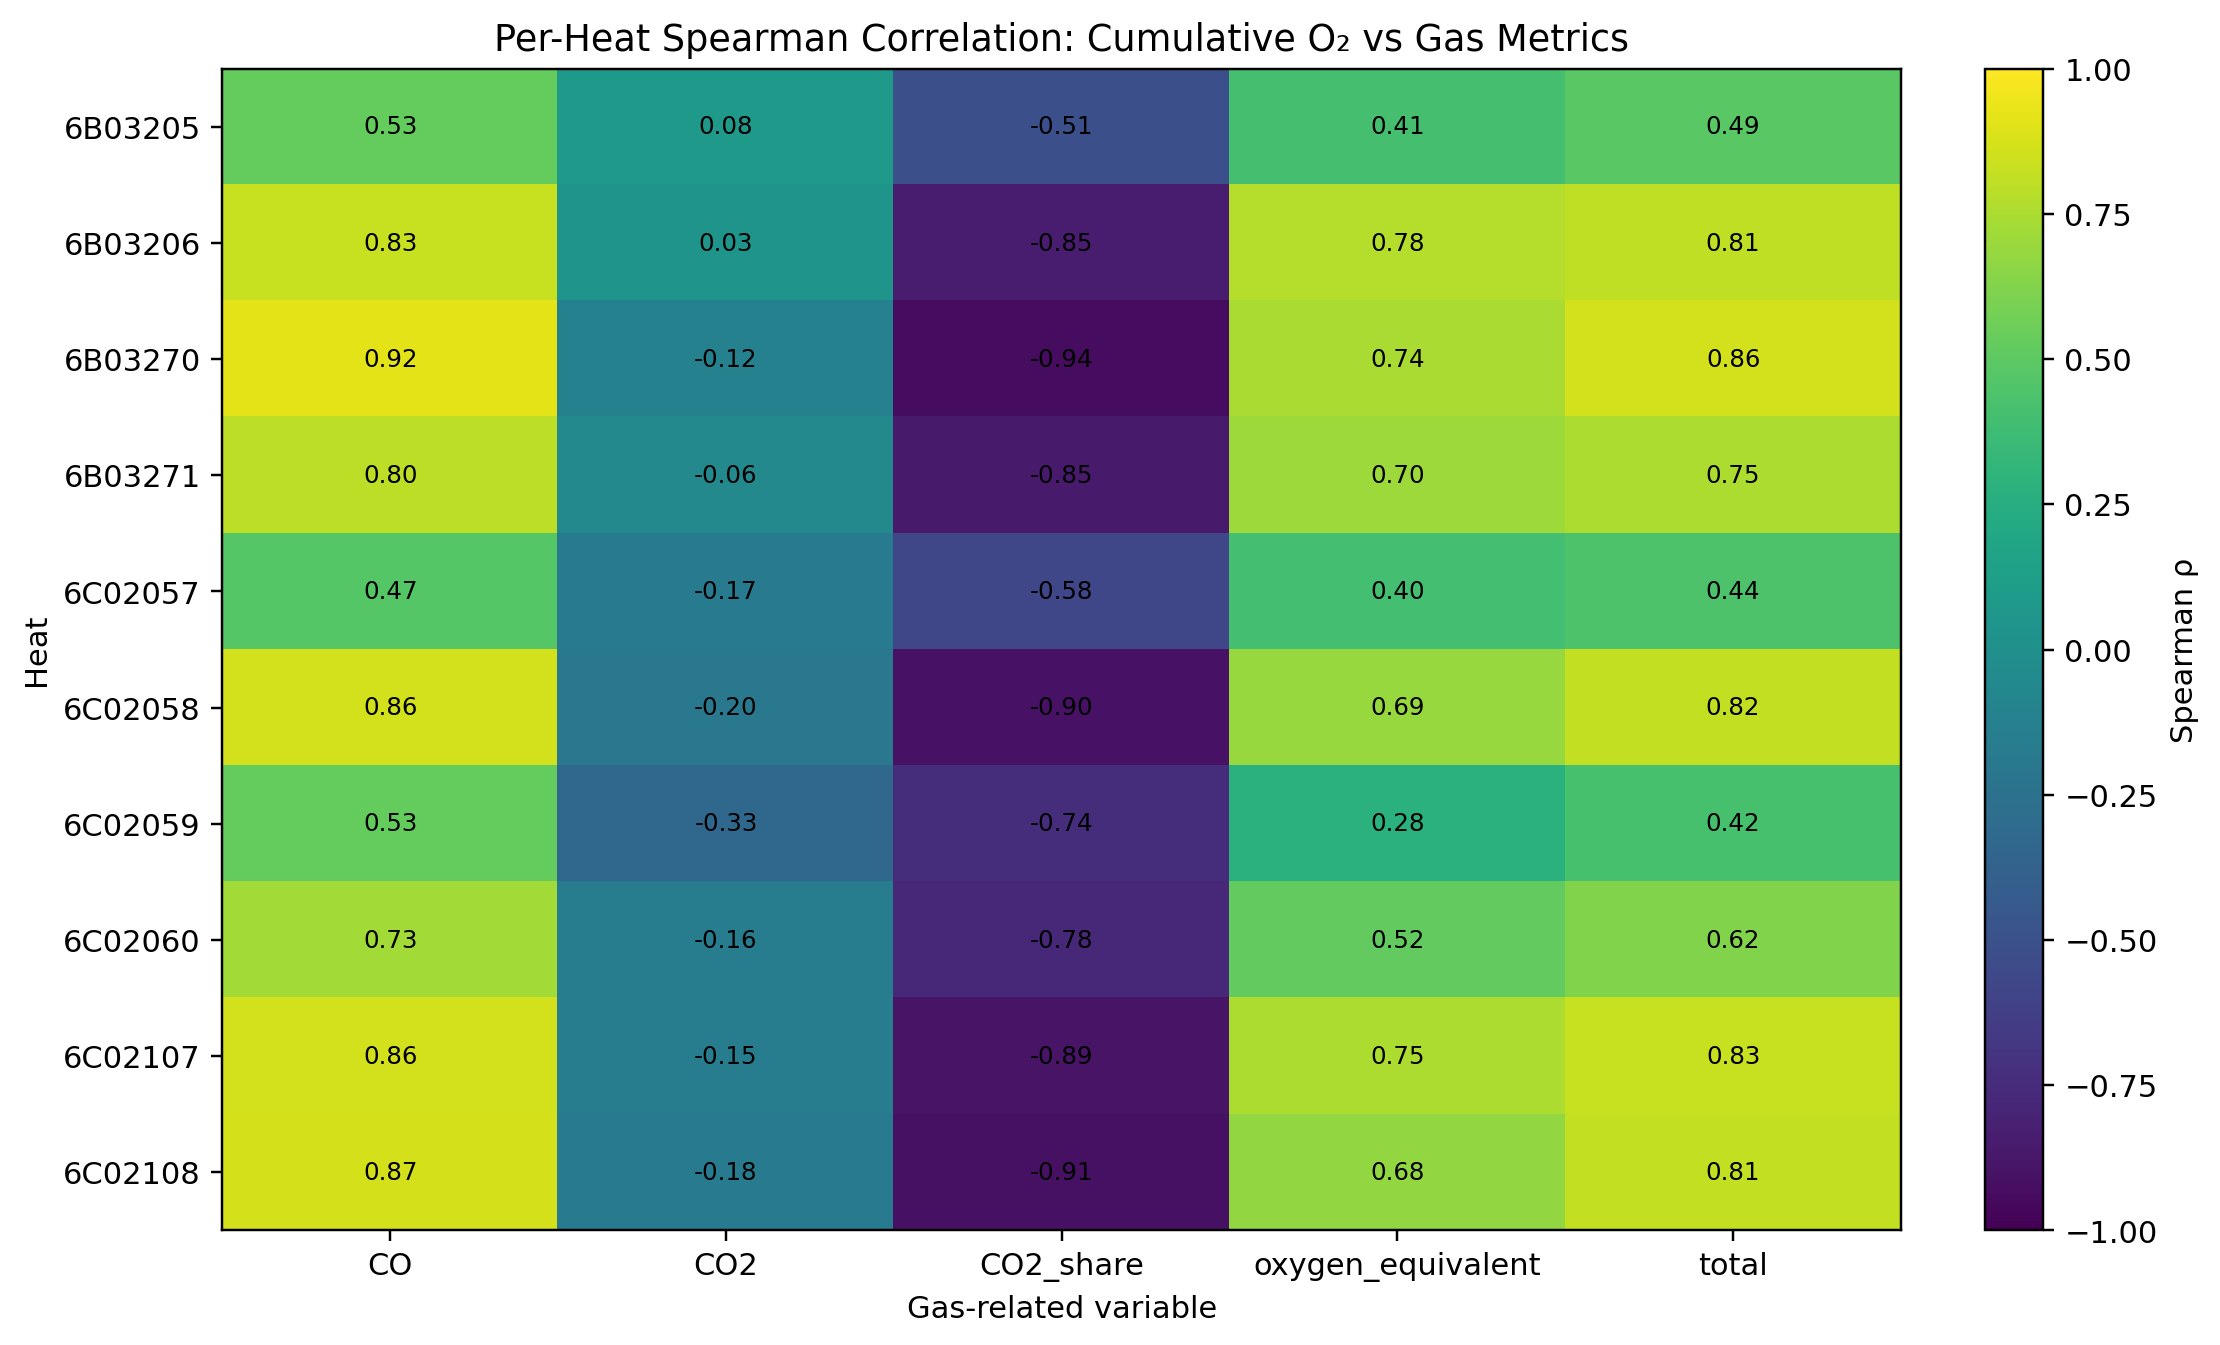 Per-Heat Spearman Correlation: Cumulative O₂ vs Gas Metrics
6B03205 0.53 0.08 -0.51 0.41 0.49
6B03206 0.83 0.03 -0.85 0.78 0.81
6B03270 0.92 -0.12 -0.94 0.74 0.86
6B03271 0.80 -0.06 -0.85 0.70 0.75
6C02057 0.47 -0.17 -0.58 0.40 0.44
6C02058 0.86 -0.20 -0.90 0.69 0.82
6C02059 0.53 -0.33 -0.74 0.28 0.42
6C02060 0.73 -0.16 -0.78 0.52 0.62
6C02107 0.86 -0.15 -0.89 0.75 0.83
6C02108 0.87 -0.18 -0.91 0.68 0.81
Heat
CO CO2 CO2_share oxygen_equivalent total
Gas-related variable
1.00
0.75
0.50
0.25
0.00
−0.25
−0.50
−0.75
−1.00
Spearman ρ